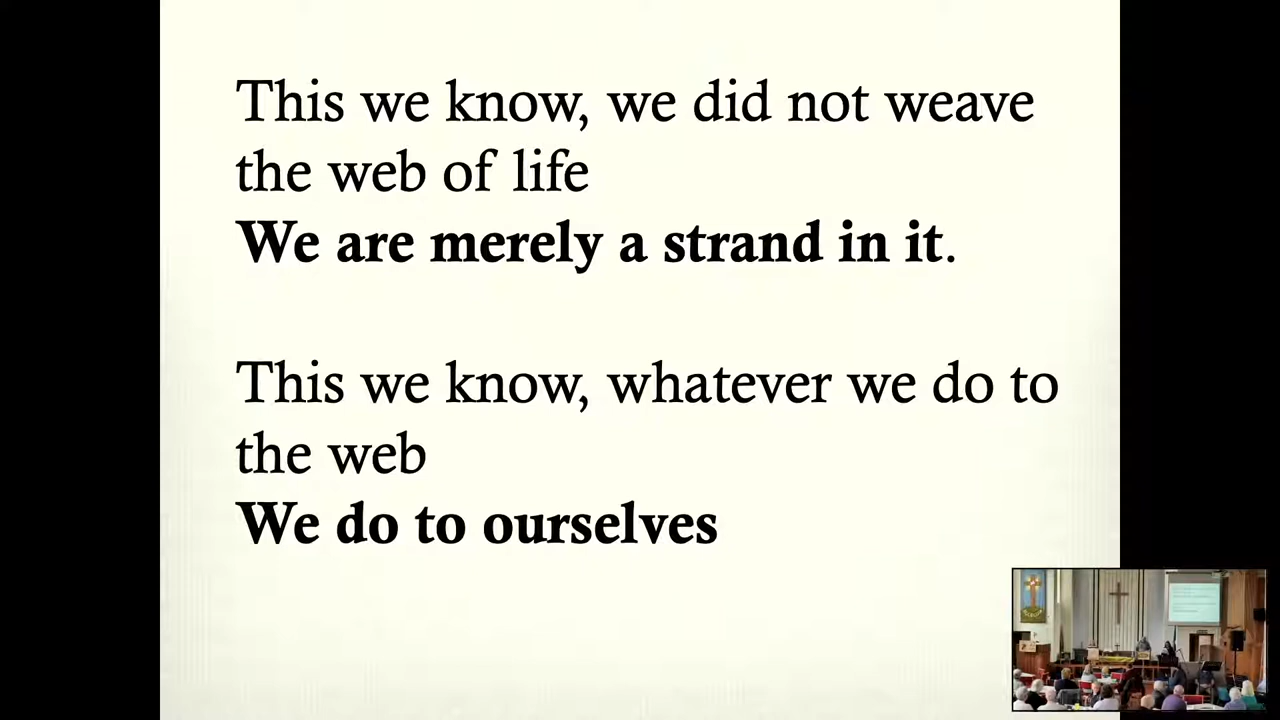 This we know, we did not weave
the web of life
We are merely a strand in it.
This we know, whatever we do to
the web
We do to ourselves